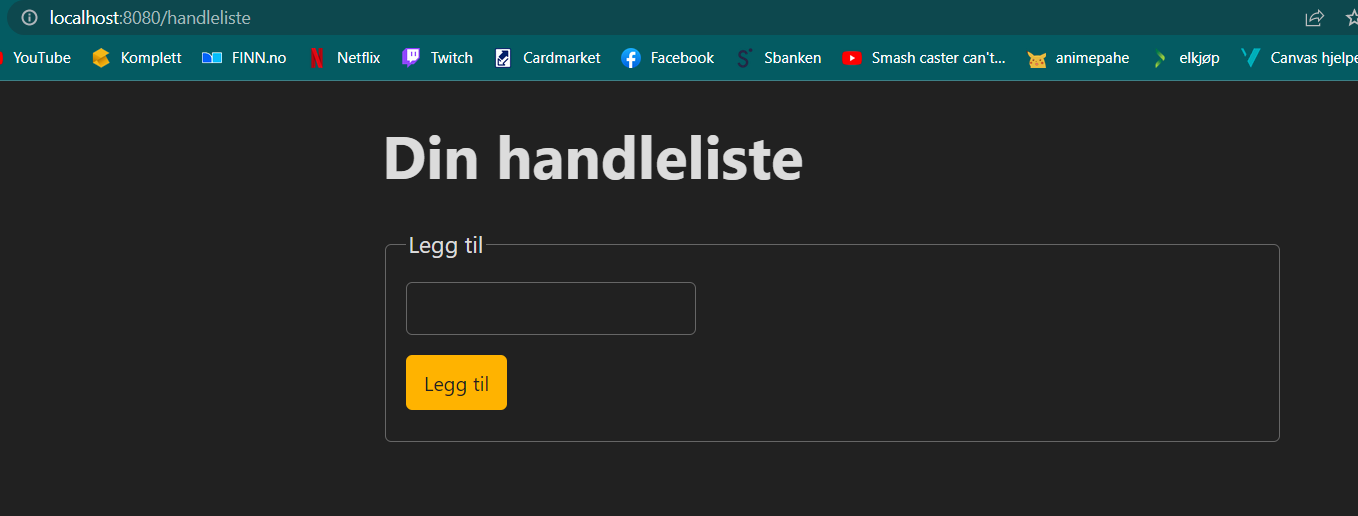 localhost:8080/handleliste
YouTube Komplett FINN.no Netflix Twitch Cardmarket Facebook Sbanken Smash caster can't... animepahe elkjøp Canvas hjelpe
Din handleliste
Legg til
Legg til